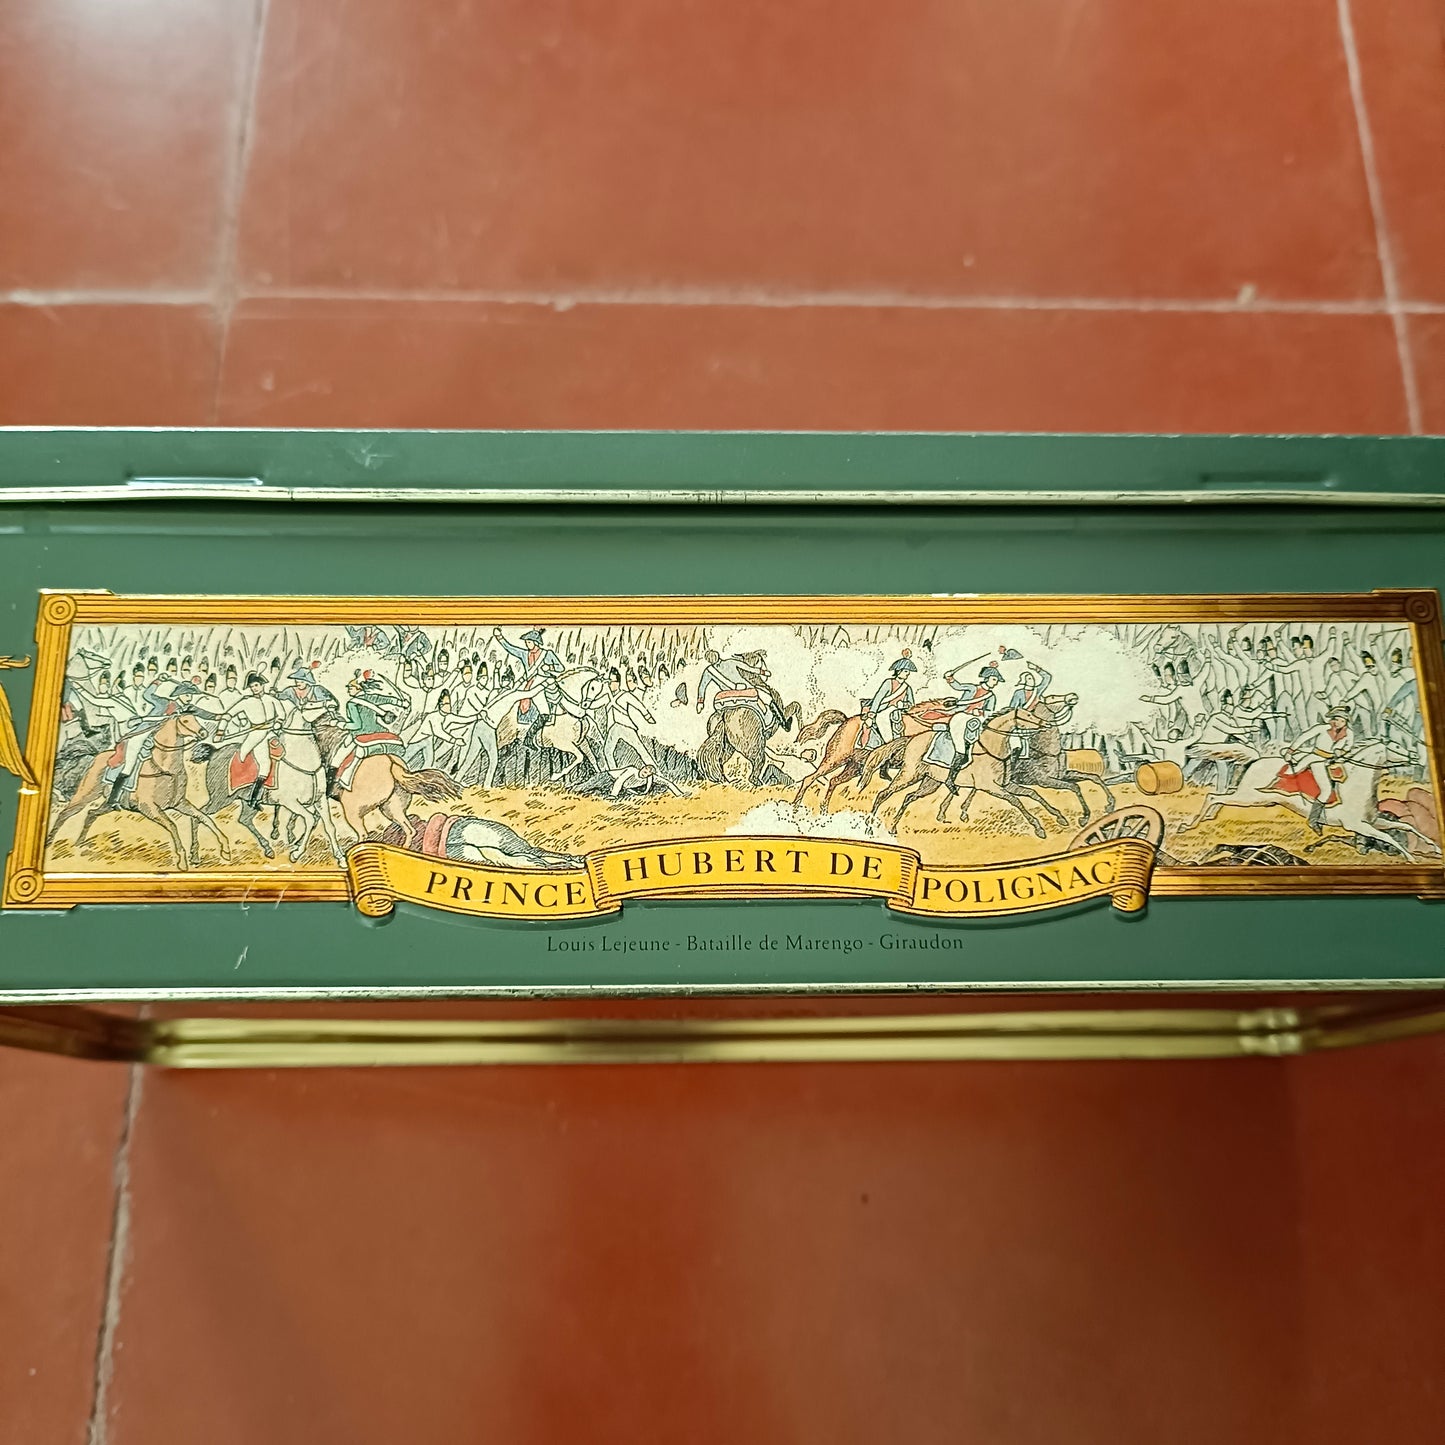 PRINCE HUBERT DE POLIGNAC
Louis Lejeune - Bataille de Marengo - Giraudon